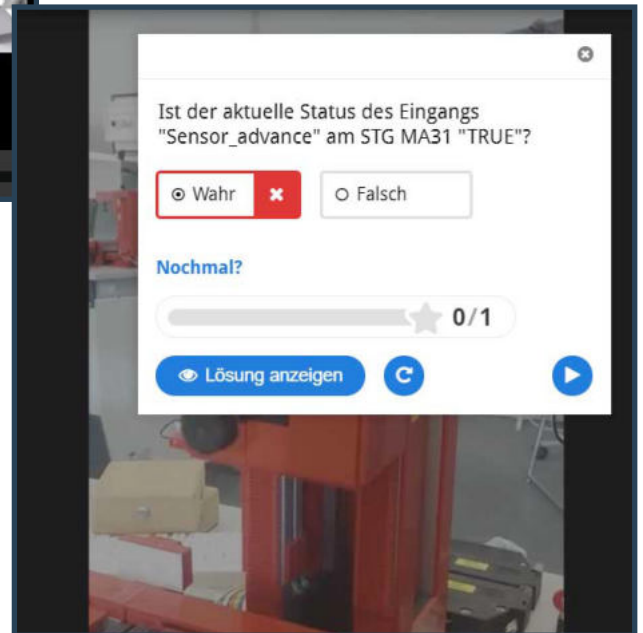 Ist der aktuelle Status des Eingangs
"Sensor_advance" am STG MA31 "TRUE"?
Wahr
Falsch
Nochmal?
0/1
Lösung anzeigen